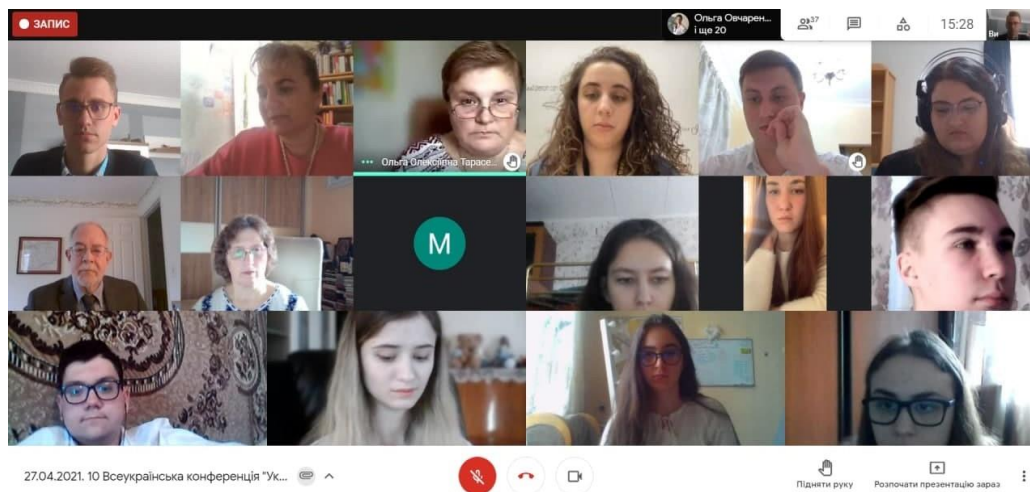 ЗАПИС
Ольга Овчарен...
і ще 20
37
15:28
Ви
Ольга Олексіївна Тарасе...
М
27.04.2021. 10 Всеукраїнська конференція "Ук...
Підняти руку
Розпочати презентацію зараз